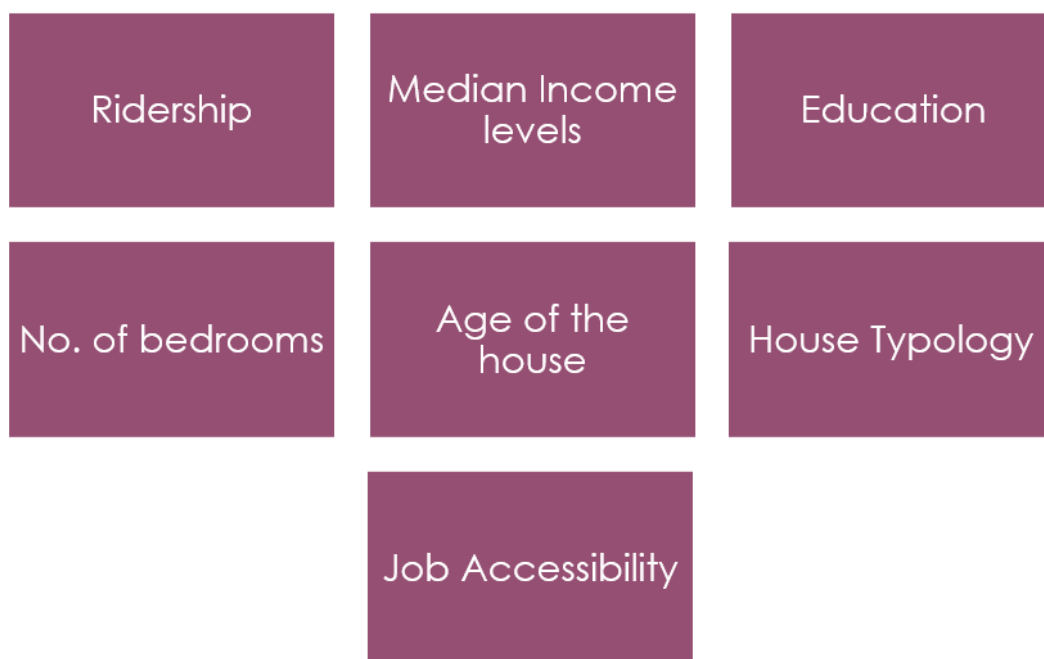 Ridership
Median Income
levels
Education
No. of bedrooms
Age of the
house
House Typology
Job Accessibility